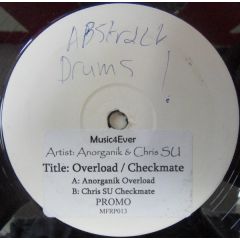 ABStract
Drums !
Music4Ever
Artist: Anorganik & Chris SU
Title: Overload / Checkmate
A: Anorganik Overload
B: Chris SU Checkmate
PROMO
MFRP013